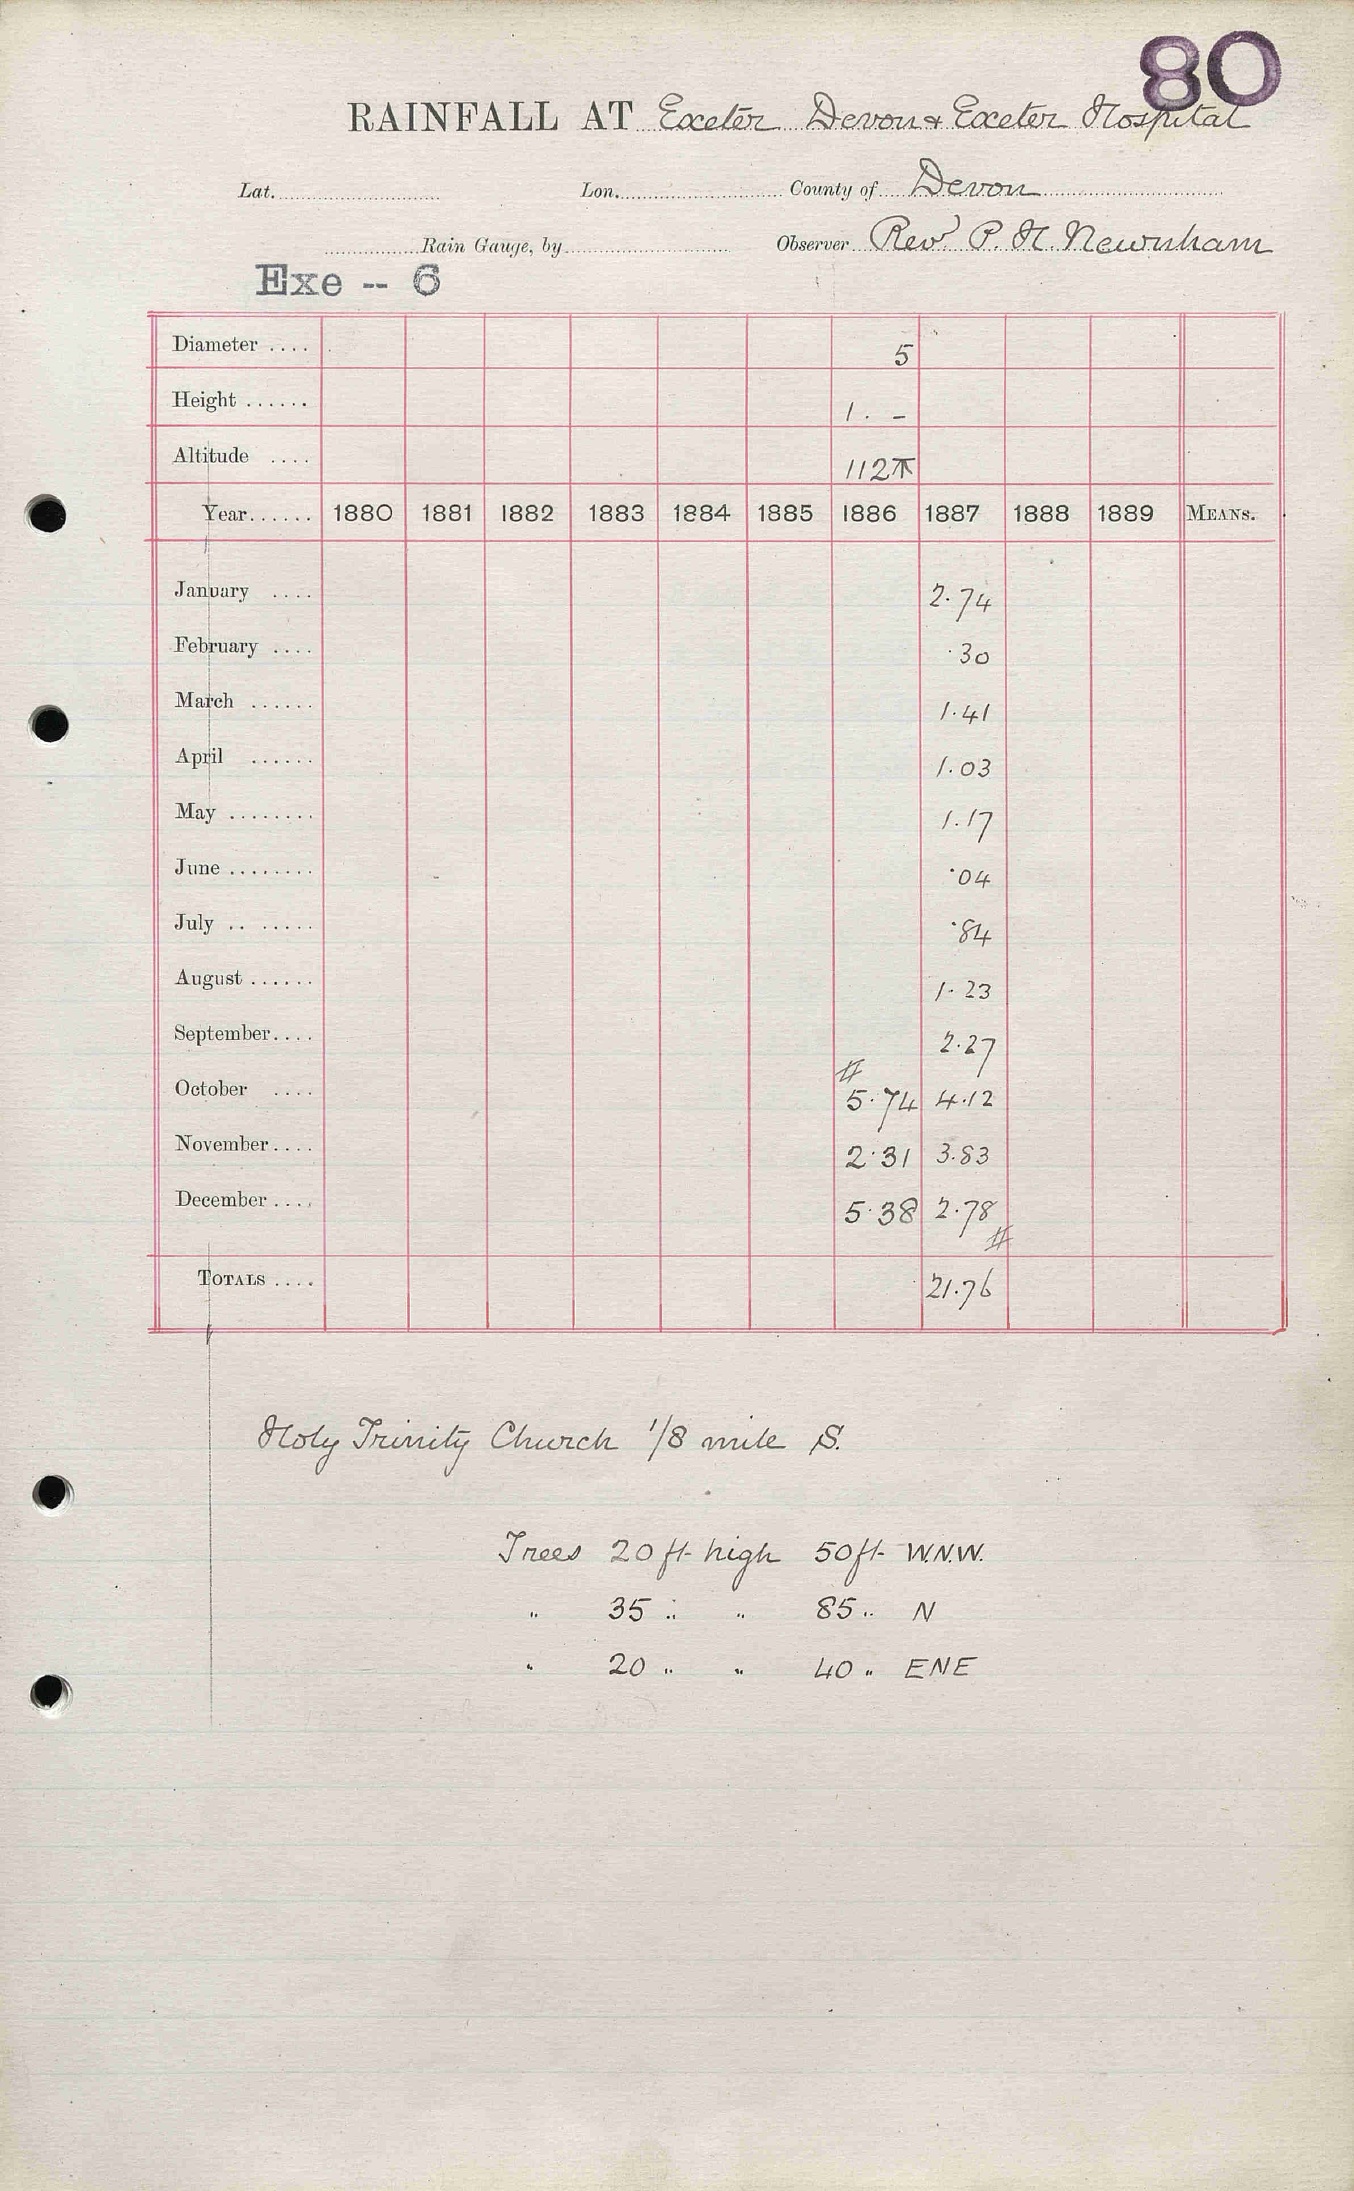 80
RAINFALL AT Exeter Devon & Exeter Hospital
Lat. Lon. County of Devon
Rain Gauge, by Observer Rev P. H. Newnham
Exe -- 6
Diameter .... 5
Height ...... 1. -
Altitude .... 112
Year...... 1880 1881 1882 1883 1884 1885 1886 1887 1888 1889 MEANS.
January .... 2.74
February .... .30
March ...... 1.41
April ...... 1.03
May ........ 1.17
June ........ .04
July .. ..... .84
August ...... 1.23
September.... 2.27
#
October .... 5.74 4.12
November.... 2.31 3.83
December .... 5.38 2.78
#
TOTALS .... 21.76
Holy Trinity Church 1/8 mile S.
Trees 20 ft high 50 ft W.N.W.
" 35 " " 85 " N
" 20 " " 40 " ENE